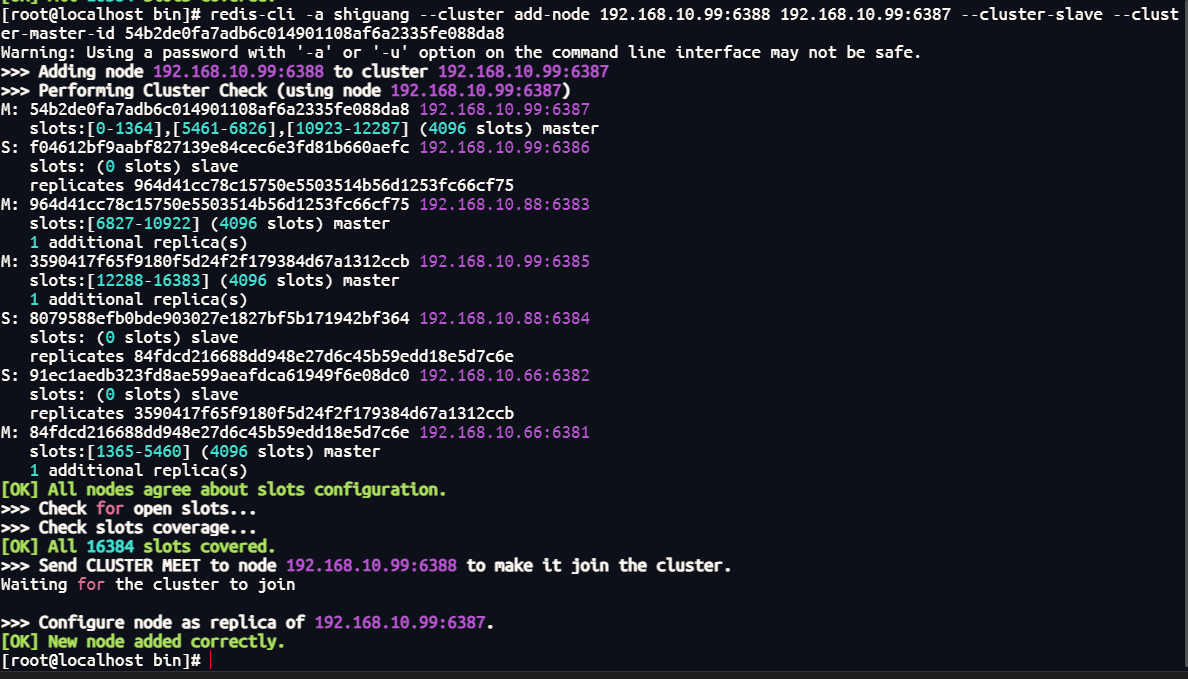 [root@localhost bin]# redis-cli -a shiguang --cluster add-node 192.168.10.99:6388 192.168.10.99:6387 --cluster-slave --clust
er-master-id 54b2de0fa7adb6c014901108af6a2335fe088da8
Warning: Using a password with '-a' or '-u' option on the command line interface may not be safe.
>>> Adding node 192.168.10.99:6388 to cluster 192.168.10.99:6387
>>> Performing Cluster Check (using node 192.168.10.99:6387)
M: 54b2de0fa7adb6c014901108af6a2335fe088da8 192.168.10.99:6387
   slots:[0-1364],[5461-6826],[10923-12287] (4096 slots) master
S: f04612bf9aabf827139e84cec6e3fd81b660aefc 192.168.10.99:6386
   slots: (0 slots) slave
   replicates 964d41cc78c15750e5503514b56d1253fc66cf75
M: 964d41cc78c15750e5503514b56d1253fc66cf75 192.168.10.88:6383
   slots:[6827-10922] (4096 slots) master
   1 additional replica(s)
M: 3590417f65f9180f5d24f2f179384d67a1312ccb 192.168.10.99:6385
   slots:[12288-16383] (4096 slots) master
   1 additional replica(s)
S: 8079588efb0bde903027e1827bf5b171942bf364 192.168.10.88:6384
   slots: (0 slots) slave
   replicates 84fdcd216688dd948e27d6c45b59edd18e5d7c6e
S: 91ec1aedb323fd8ae599aeafdca61949f6e08dc0 192.168.10.66:6382
   slots: (0 slots) slave
   replicates 3590417f65f9180f5d24f2f179384d67a1312ccb
M: 84fdcd216688dd948e27d6c45b59edd18e5d7c6e 192.168.10.66:6381
   slots:[1365-5460] (4096 slots) master
   1 additional replica(s)
[OK] All nodes agree about slots configuration.
>>> Check for open slots...
>>> Check slots coverage...
[OK] All 16384 slots covered.
>>> Send CLUSTER MEET to node 192.168.10.99:6388 to make it join the cluster.
Waiting for the cluster to join
>>> Configure node as replica of 192.168.10.99:6387.
[OK] New node added correctly.
[root@localhost bin]#